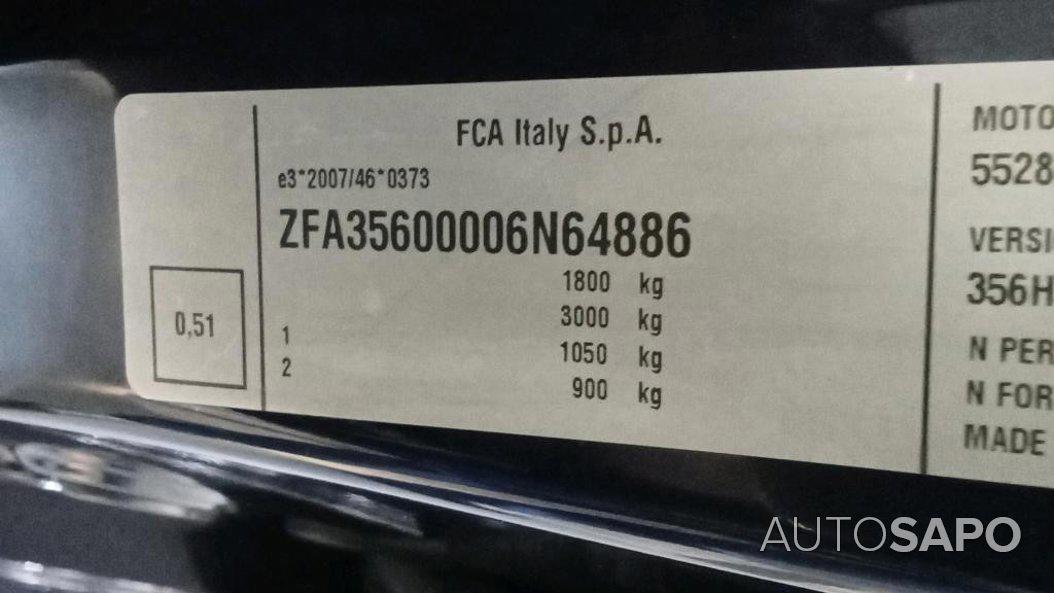 FCA Italy S.p.A.
e3*2007/46*0373
ZFA35600006N64886
1800 kg
3000 kg
1 1050 kg
2 900 kg
0,51
MOTO
5528
VERSI
356H
N PER
N FOR
MADE
AUTOSAPO